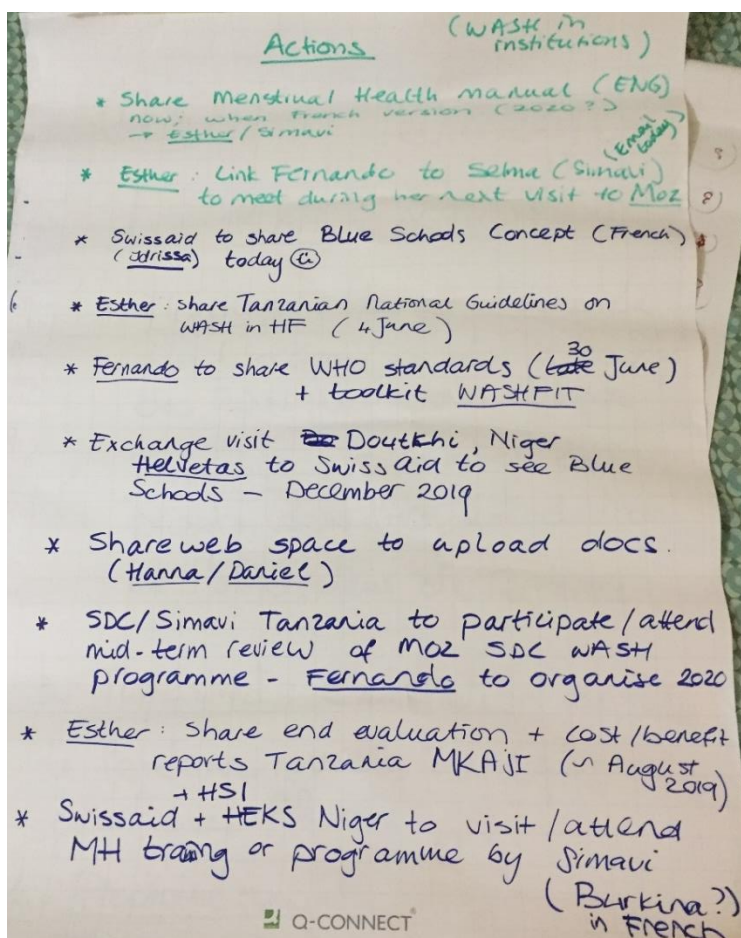 Actions (WASH in
institutions)
* Share Menstrual Health manual (ENG)
now; when French version (2020?)
→ Esther/Simavi
(Email
today)
* Esther: Link Fernando to Selma (Simavi)
to meet during her next visit to Moz
* Swissaid to share Blue Schools Concept (French)
(Idrissa) today
* Esther: share Tanzanian National Guidelines on
WASH in HF (4 June)
30
* Fernando to share WHO standards (late June)
+ toolkit WASHFIT
* Exchange visit Doutkhi, Niger
Helvetas to Swiss Aid to see Blue
Schools - December 2019
* Share web space to upload docs.
(Hanna/Daniel)
* SDC/Simavi Tanzania to participate/attend
mid-term review of MOZ SDC WASH
programme - Fernando to organise 2020
* Esther: Share end evaluation + cost/benefit
reports Tanzania MKAJI (~ August
2019)
+ HSI
* Swissaid + HEKS Niger to visit/attend
MH traing or programme by Simavi
(Burkina?)
in French
Q-CONNECT